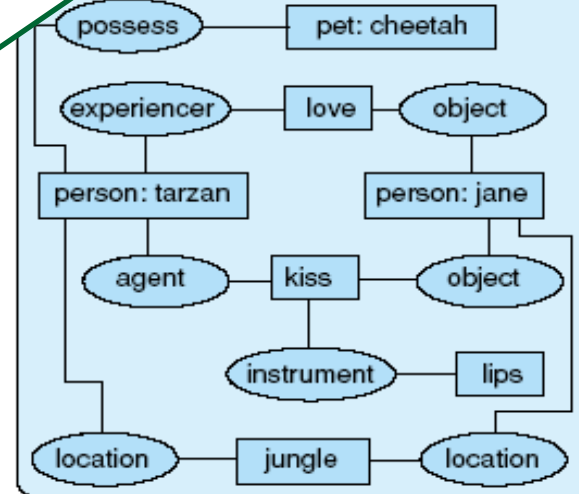 possess pet: cheetah
experiencer love object
person: tarzan person: jane
agent kiss object
instrument lips
location jungle location